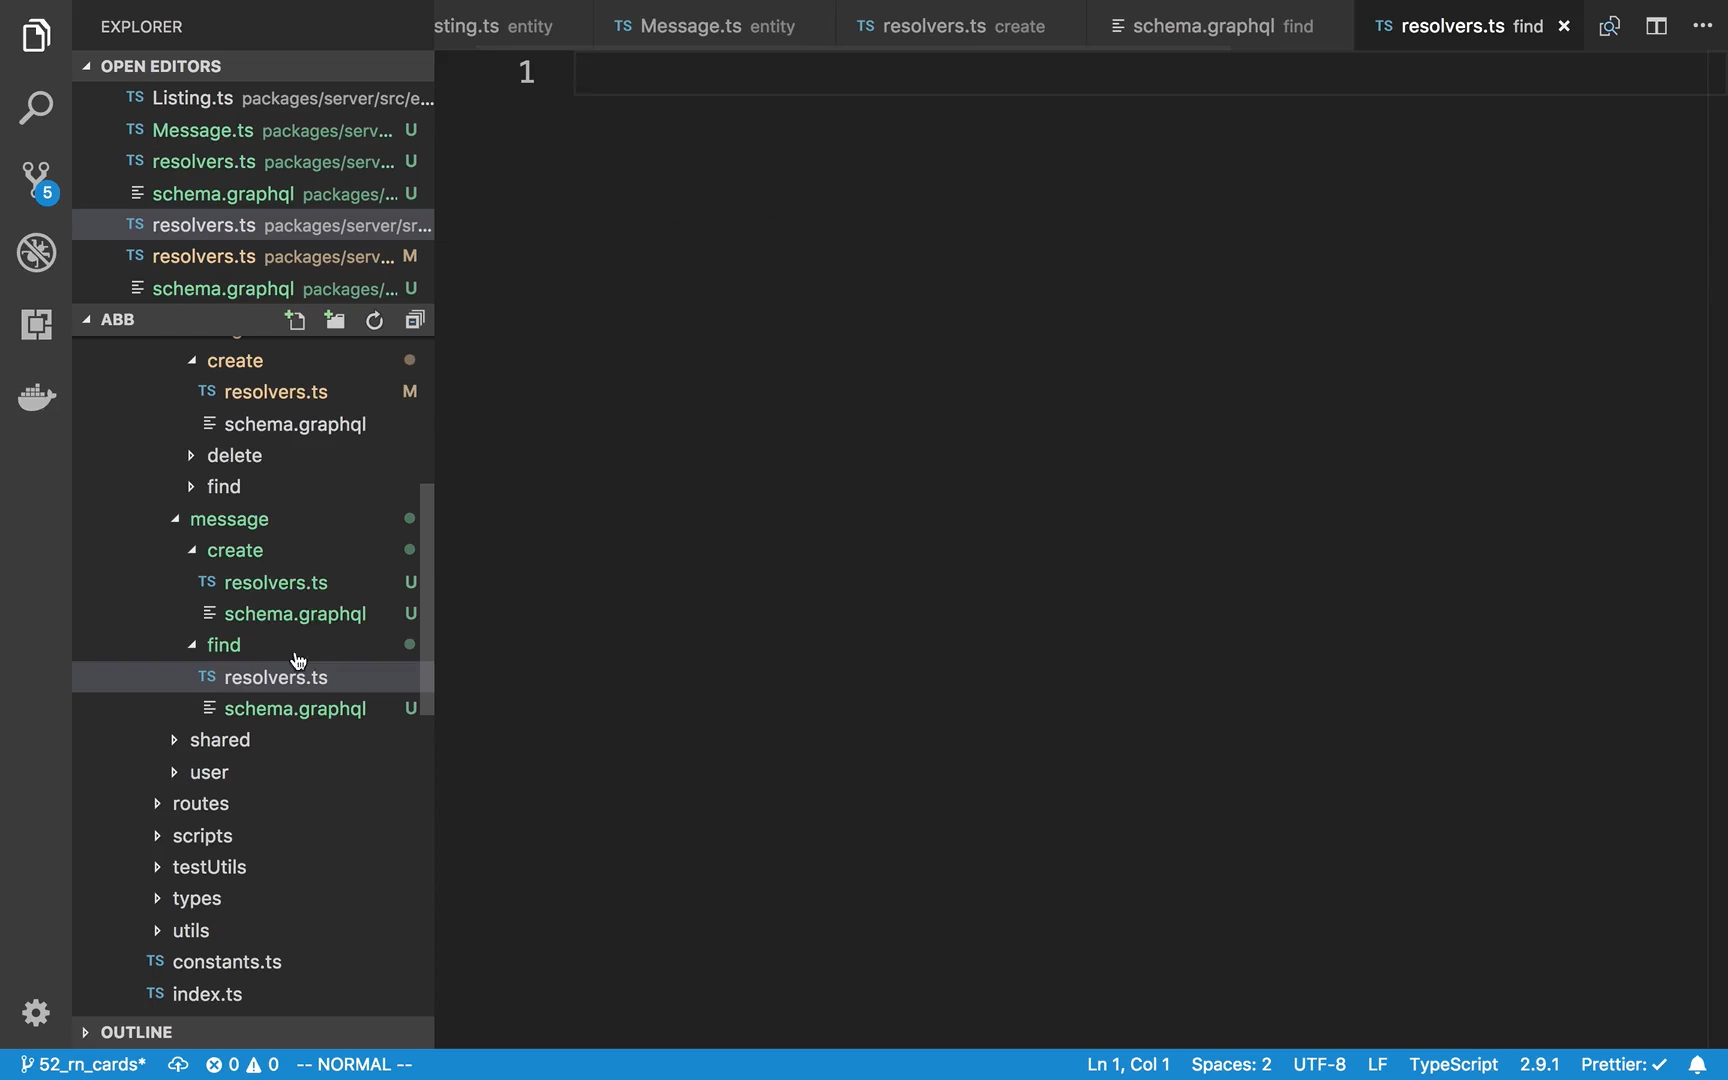 EXPLORER
OPEN EDITORS
TS Listing.ts packages/server/src/e...
TS Message.ts packages/serv... U
TS resolvers.ts packages/serv... U
schema.graphql packages/... U
TS resolvers.ts packages/server/sr...
TS resolvers.ts packages/serv... M
schema.graphql packages/... U
ABB
create
TS resolvers.ts M
schema.graphql
delete
find
message
create
TS resolvers.ts U
schema.graphql U
find
TS resolvers.ts
schema.graphql U
shared
user
routes
scripts
testUtils
types
utils
TS constants.ts
TS index.ts
OUTLINE
5
sting.ts entity
TS Message.ts entity
TS resolvers.ts create
schema.graphql find
TS resolvers.ts find
1
52_rn_cards* 0 0 -- NORMAL -- Ln 1, Col 1 Spaces: 2 UTF-8 LF TypeScript 2.9.1 Prettier: ✓